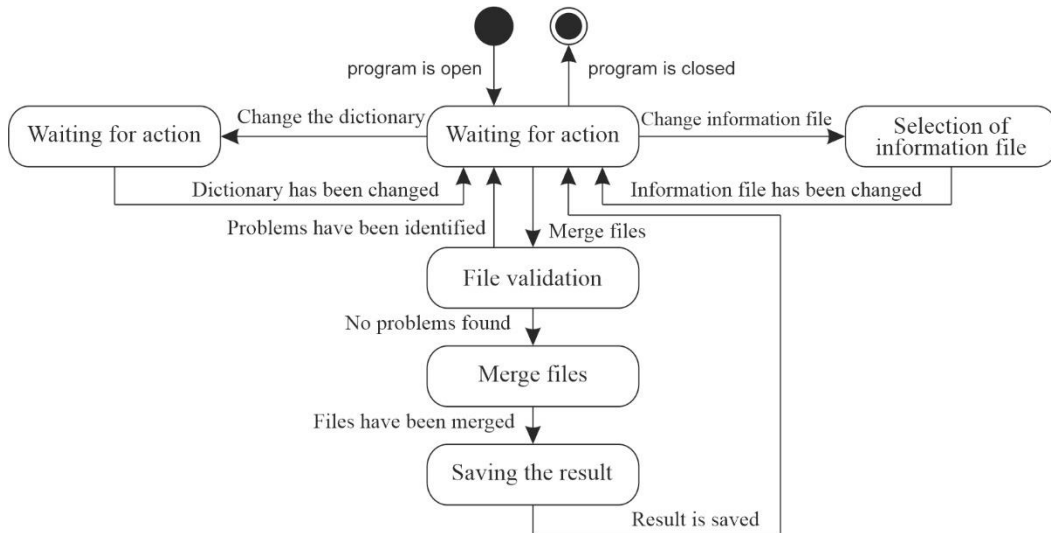 program is open
program is closed
Change the dictionary
Waiting for action
Waiting for action
Change information file
Selection of
information file
Dictionary has been changed
Information file has been changed
Problems have been identified
Merge files
File validation
No problems found
Merge files
Files have been merged
Saving the result
Result is saved